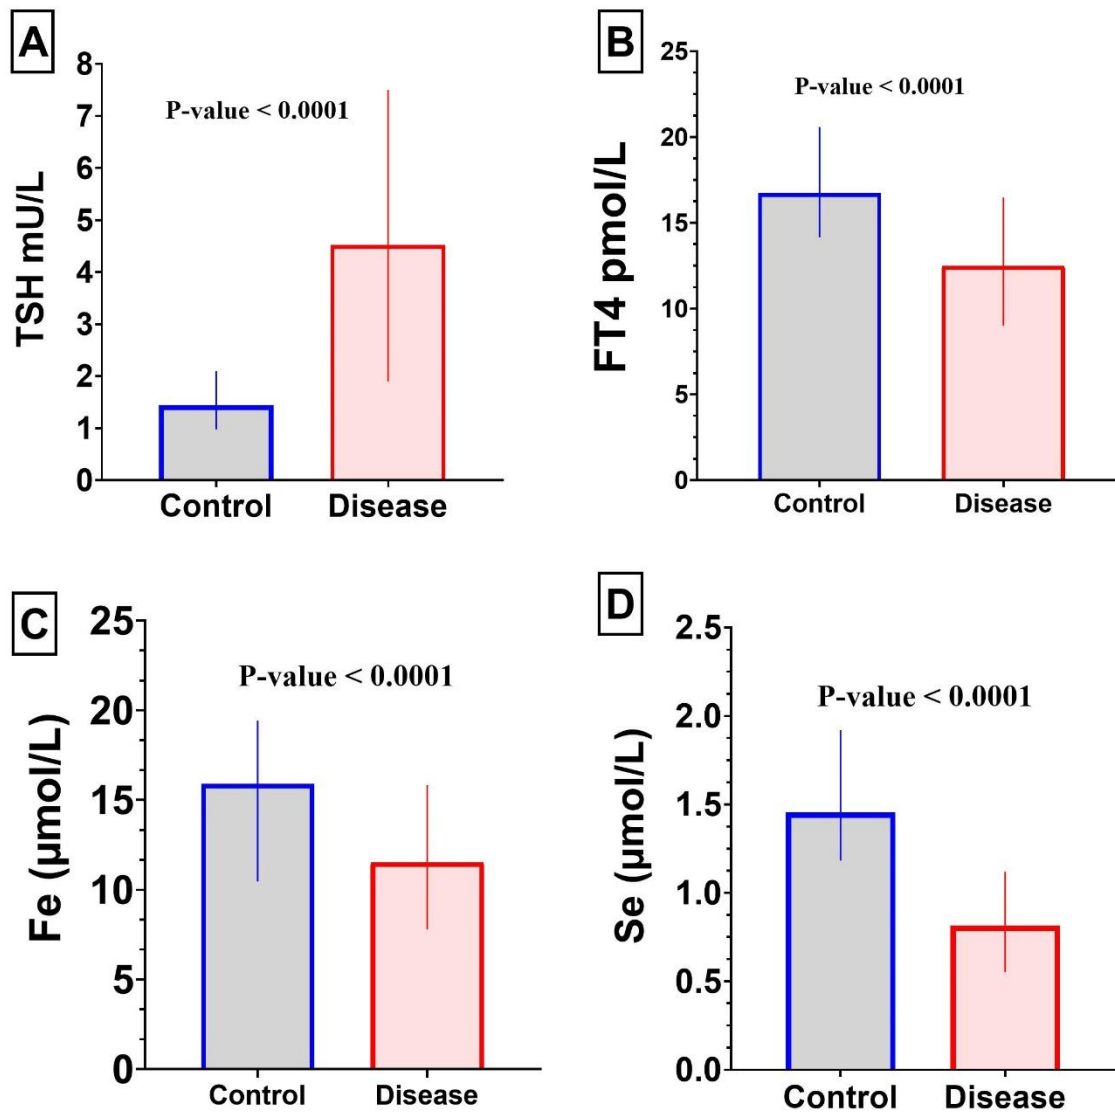 A
TSH mU/L
8
7
6
5
4
3
2
1
0
P-value < 0.0001
Control Disease
B
FT4 pmol/L
25
20
15
10
5
0
P-value < 0.0001
Control Disease
C
Fe (µmol/L)
25
20
15
10
5
0
P-value < 0.0001
Control Disease
D
Se (µmol/L)
2.5
2.0
1.5
1.0
0.5
0.0
P-value < 0.0001
Control Disease